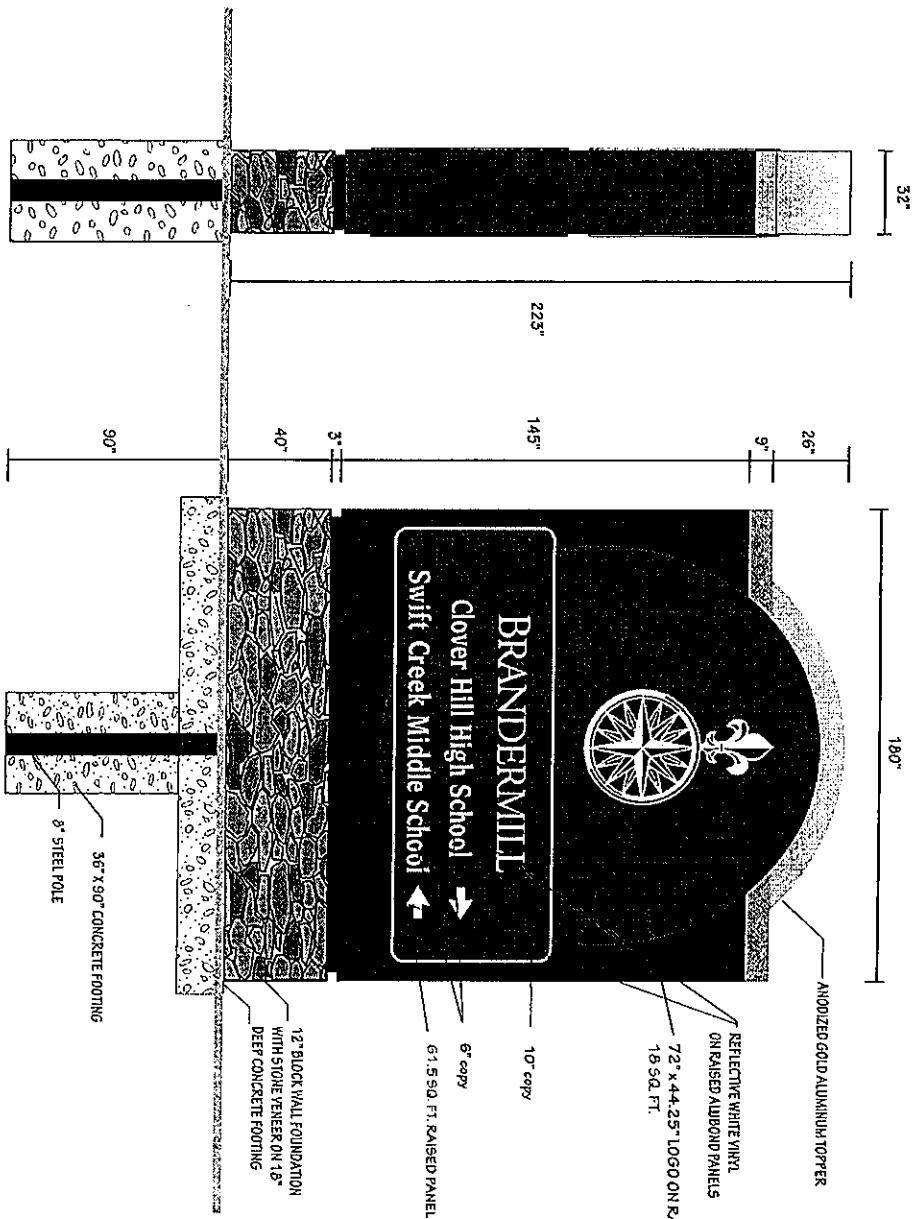 32"
223"
90"
40"
3"
145"
9"
26"
180"
BRANDERMILL
Clover Hill High School
Swift Creek Middle School
ANODIZED GOLD ALUMINUM TOPPER
REFLECTIVE WHITE VINYL
ON RAISED ALUBOND PANELS
72" x 44.25" LOGO ON RA
18 SQ. FT.
10" copy
6" copy
61.5 SQ. FT. RAISED PANEL
12" BLOCK WALL FOUNDATION
WITH STONE VENEER ON 18"
DEEP CONCRETE FOOTING
36" X 90" CONCRETE FOOTING
8" STEEL POLE